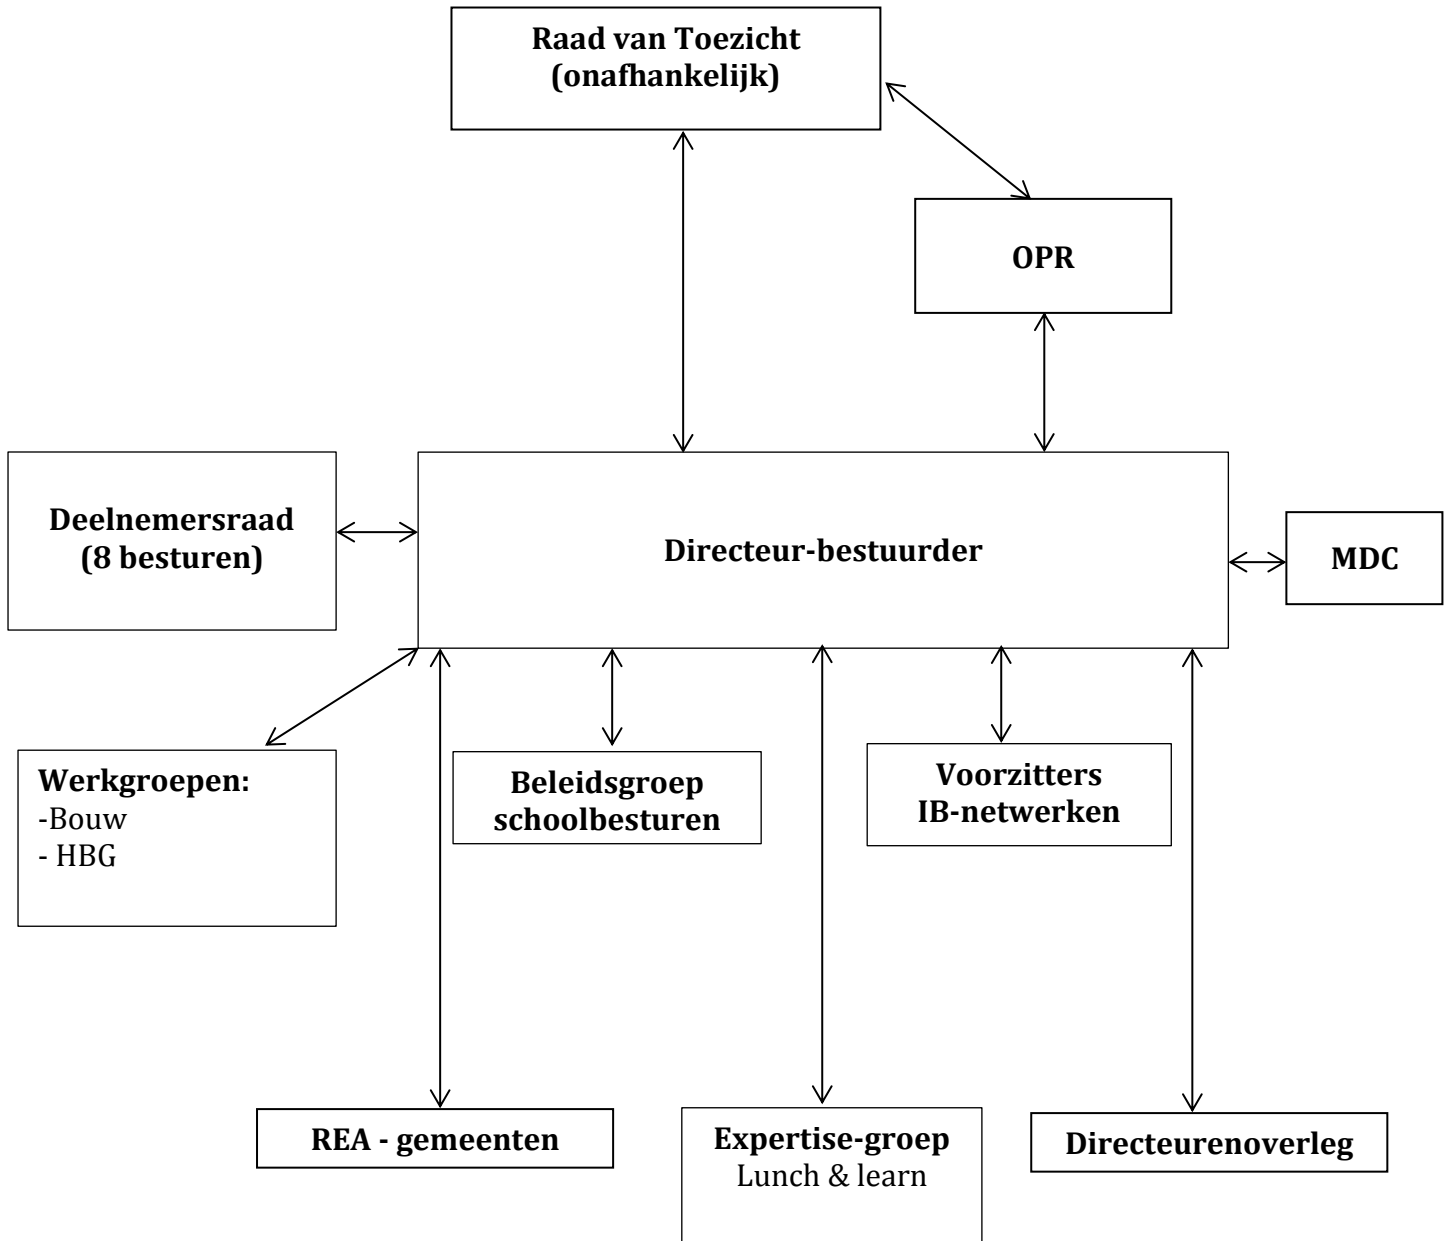 Raad van Toezicht
(onafhankelijk)
OPR
Deelnemersraad
(8 besturen)
Directeur-bestuurder
MDC
Werkgroepen:
-Bouw
- HBG
Beleidsgroep
schoolbesturen
Voorzitters
IB-netwerken
REA - gemeenten
Expertise-groep
Lunch & learn
Directeurenoverleg